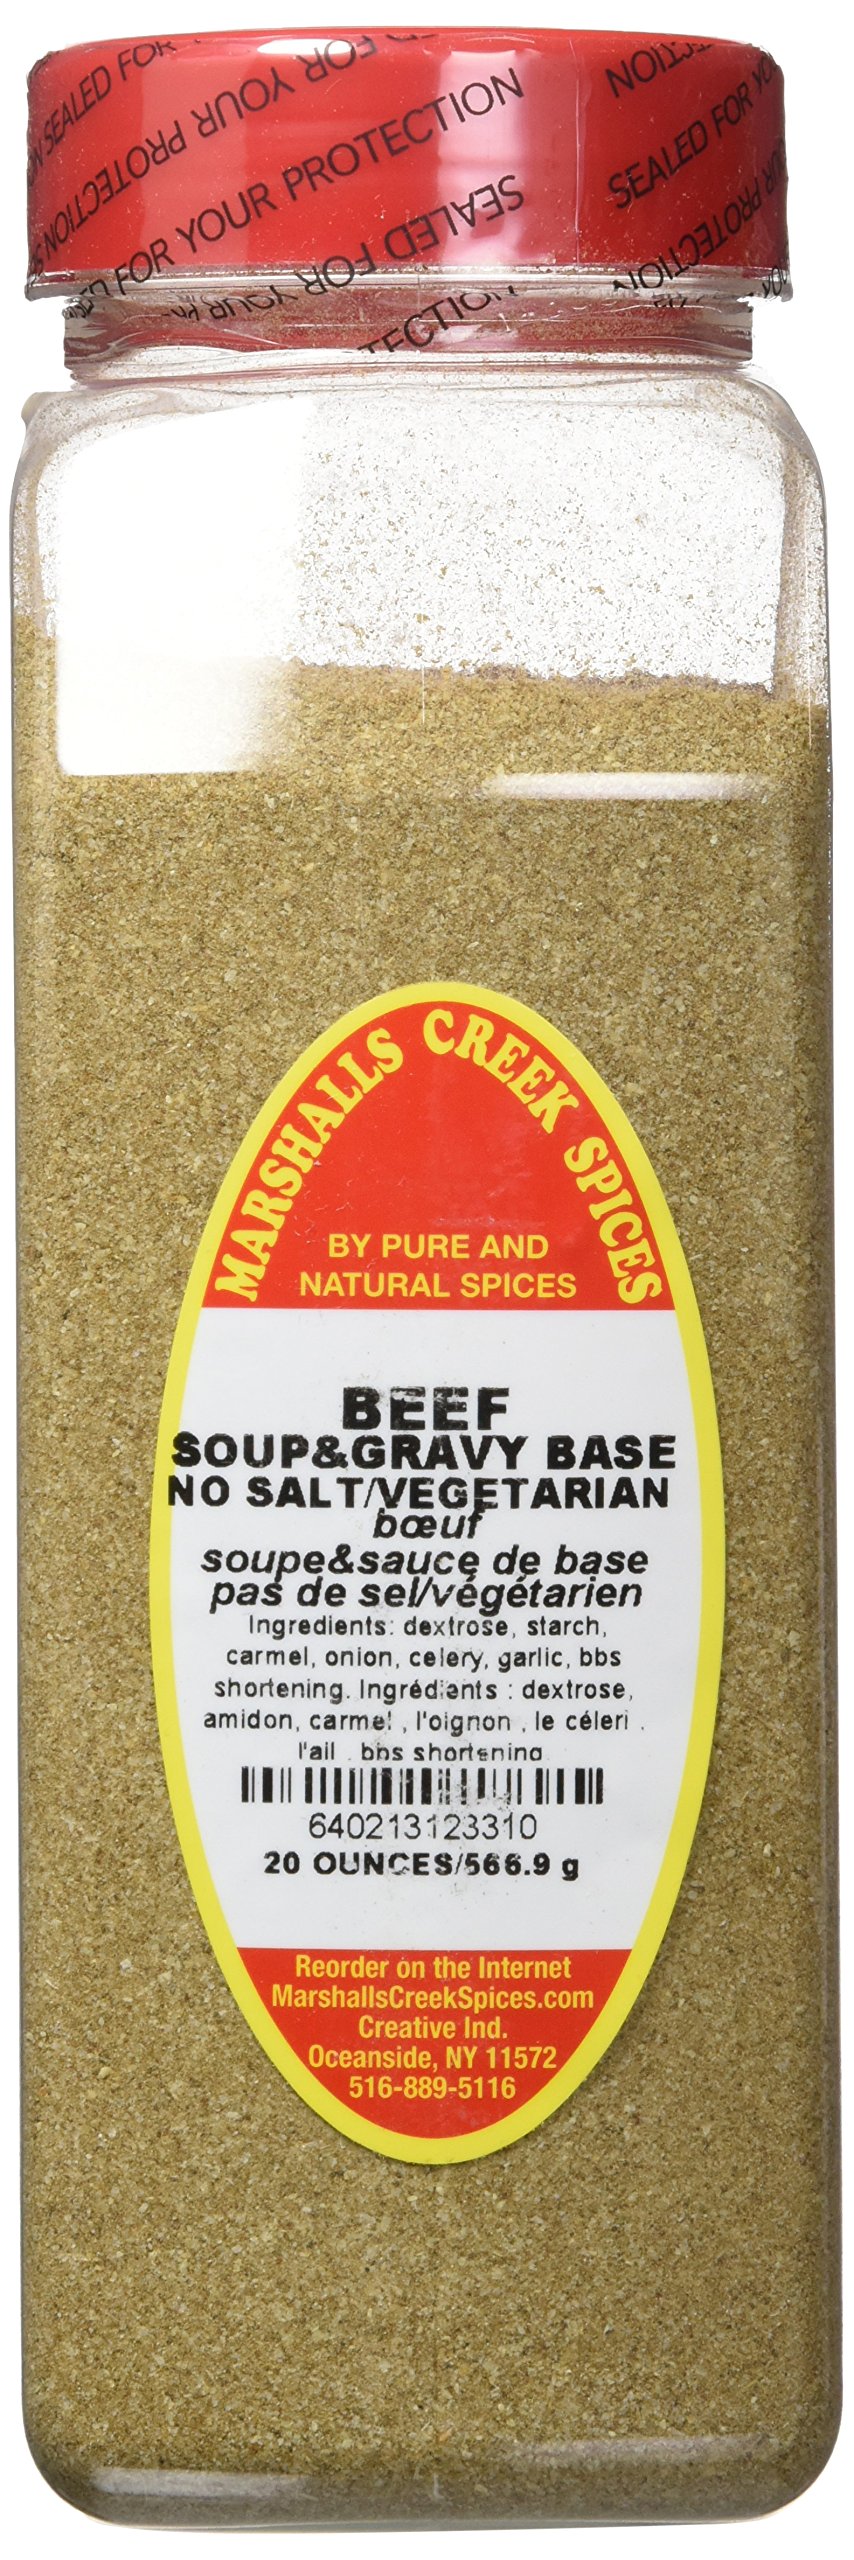 SEALED FOR YOUR PROTECTION
SEALED FOR YOUR PROTECTION
MARSHALLS CREEK SPICES
BY PURE AND
NATURAL SPICES
BEEF
SOUP&GRAVY BASE
NO SALT/VEGETARIAN
bœuf
soupe&sauce de base
pas de sel/végétarien
Ingredients: dextrose, starch,
carmel, onion, celery, garlic, bbs
shortening. Ingrédients : dextrose,
amidon, carmel , l'oignon , le céleri ,
l'ail , bbs shortening
640213123310
20 OUNCES/566.9 g
Reorder on the Internet
MarshallsCreekSpices.com
Creative Ind.
Oceanside, NY 11572
516-889-5116